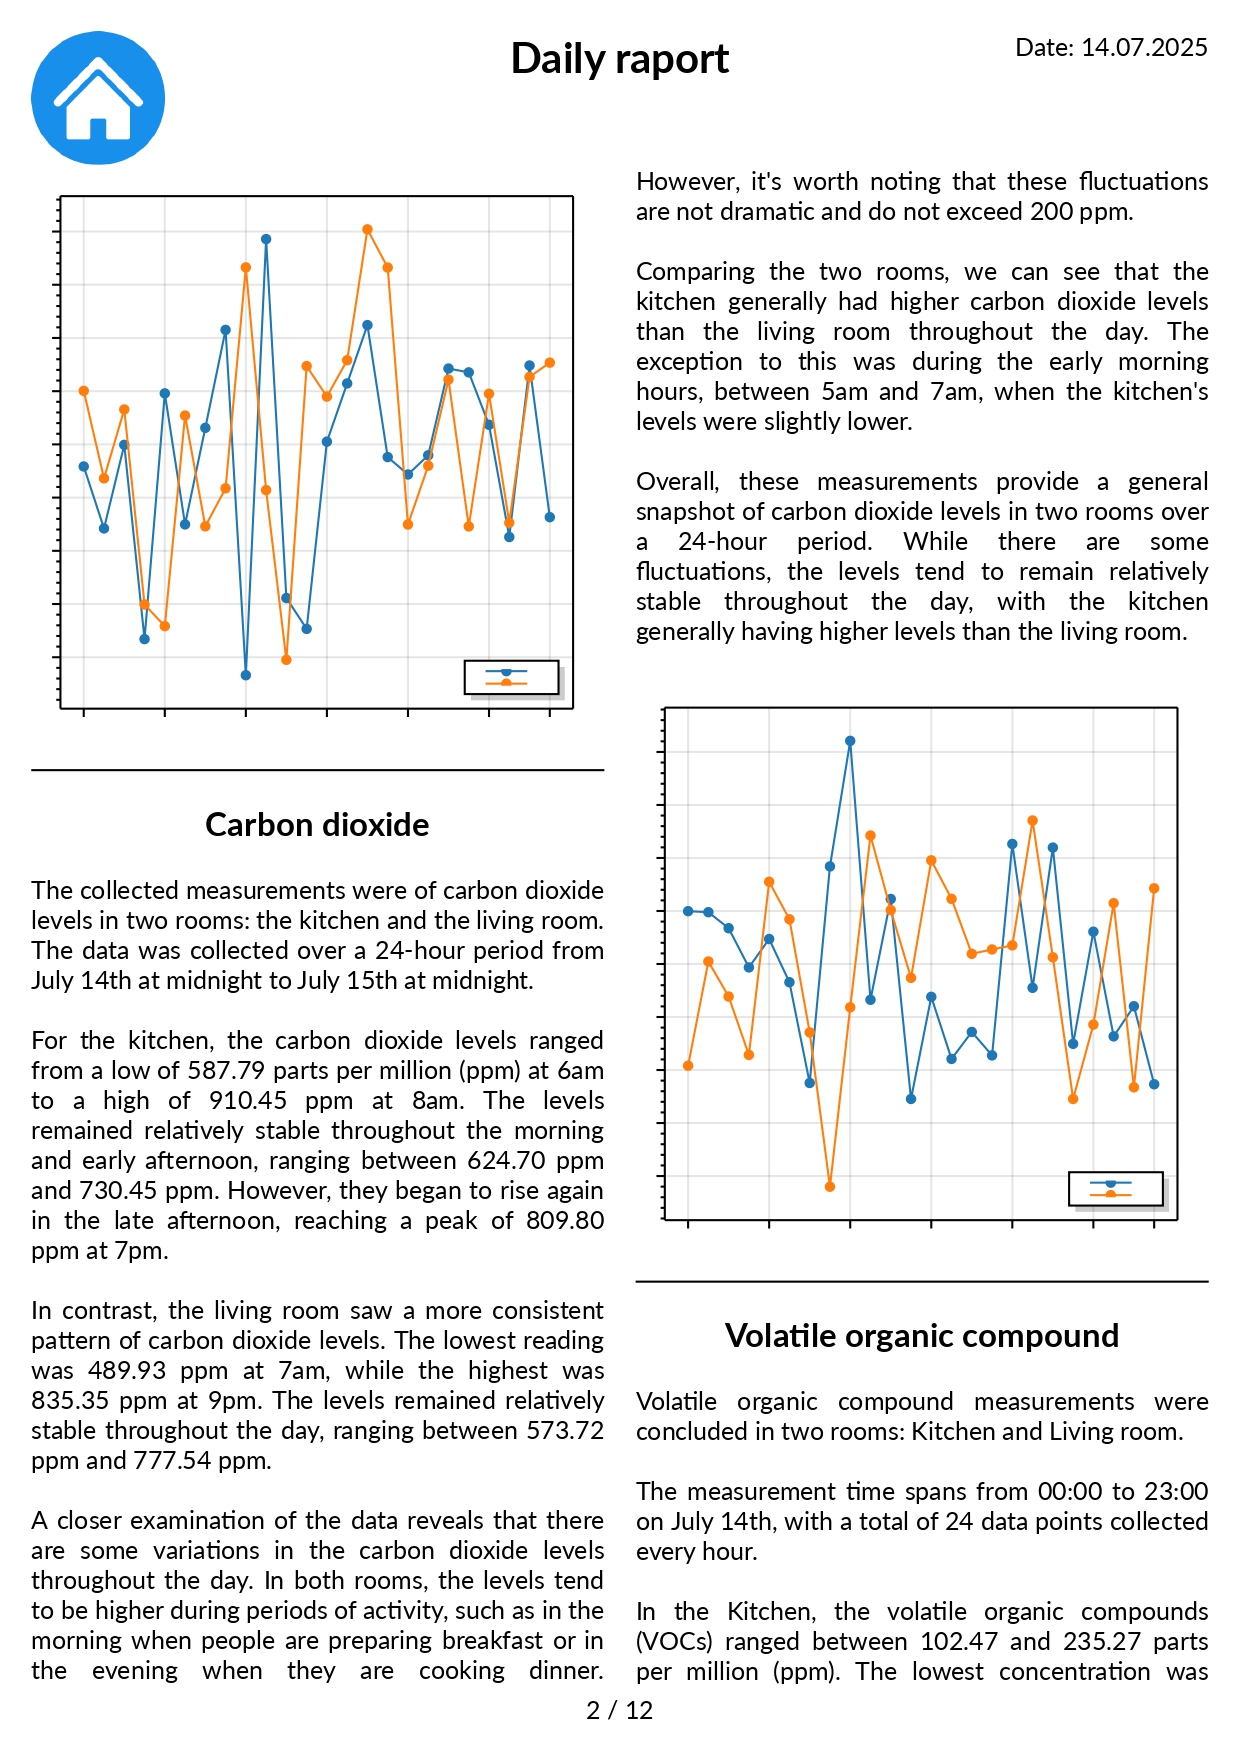 Daily raport
Date: 14.07.2025
Carbon dioxide
The collected measurements were of carbon dioxide
levels in two rooms: the kitchen and the living room.
The data was collected over a 24-hour period from
July 14th at midnight to July 15th at midnight.
For the kitchen, the carbon dioxide levels ranged
from a low of 587.79 parts per million (ppm) at 6am
to a high of 910.45 ppm at 8am. The levels
remained relatively stable throughout the morning
and early afternoon, ranging between 624.70 ppm
and 730.45 ppm. However, they began to rise again
in the late afternoon, reaching a peak of 809.80
ppm at 7pm.
In contrast, the living room saw a more consistent
pattern of carbon dioxide levels. The lowest reading
was 489.93 ppm at 7am, while the highest was
835.35 ppm at 9pm. The levels remained relatively
stable throughout the day, ranging between 573.72
ppm and 777.54 ppm.
A closer examination of the data reveals that there
are some variations in the carbon dioxide levels
throughout the day. In both rooms, the levels tend
to be higher during periods of activity, such as in the
morning when people are preparing breakfast or in
the evening when they are cooking dinner.
However, it's worth noting that these fluctuations
are not dramatic and do not exceed 200 ppm.
Comparing the two rooms, we can see that the
kitchen generally had higher carbon dioxide levels
than the living room throughout the day. The
exception to this was during the early morning
hours, between 5am and 7am, when the kitchen's
levels were slightly lower.
Overall, these measurements provide a general
snapshot of carbon dioxide levels in two rooms over
a 24-hour period. While there are some
fluctuations, the levels tend to remain relatively
stable throughout the day, with the kitchen
generally having higher levels than the living room.
Volatile organic compound
Volatile organic compound measurements were
concluded in two rooms: Kitchen and Living room.
The measurement time spans from 00:00 to 23:00
on July 14th, with a total of 24 data points collected
every hour.
In the Kitchen, the volatile organic compounds
(VOCs) ranged between 102.47 and 235.27 parts
per million (ppm). The lowest concentration was
2 / 12